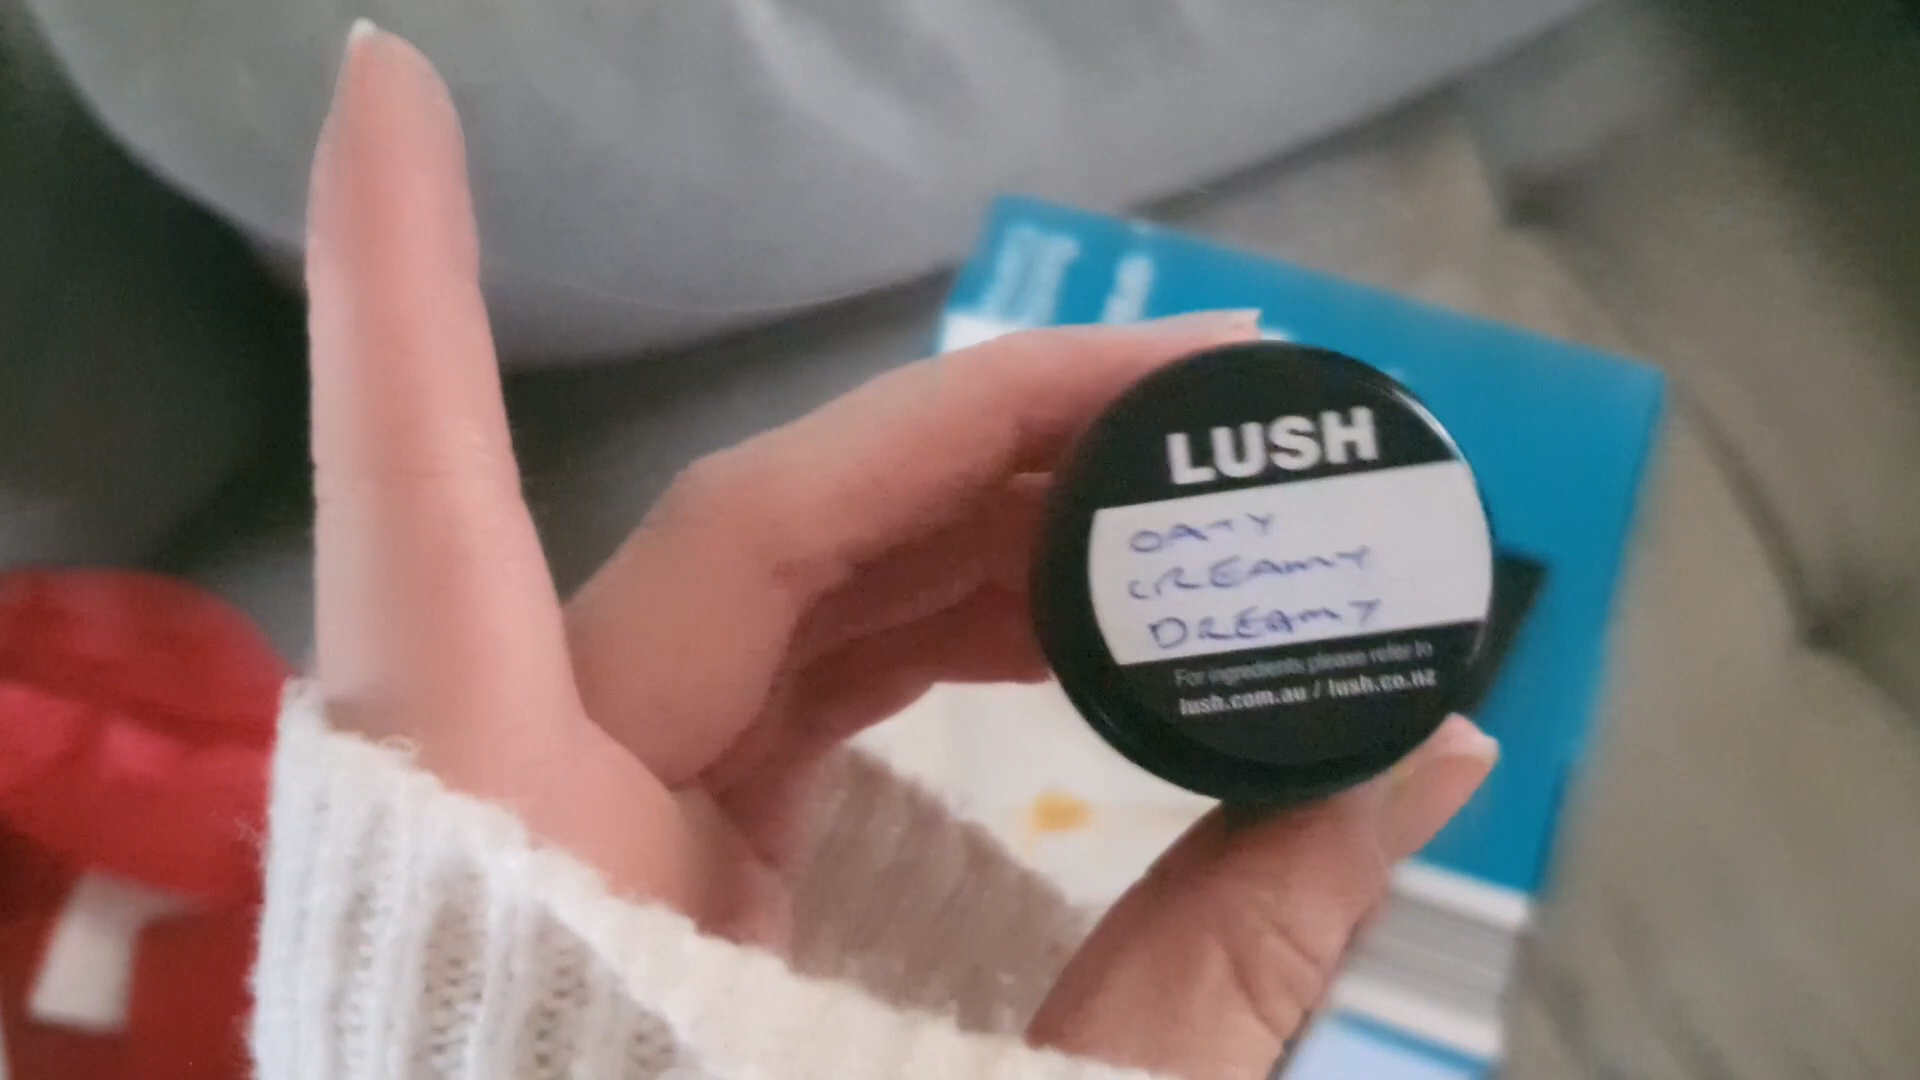 LUSH
OATY
CREAMY
DREAMY
For ingredients please refer to
lush.com.au / lush.co.nz